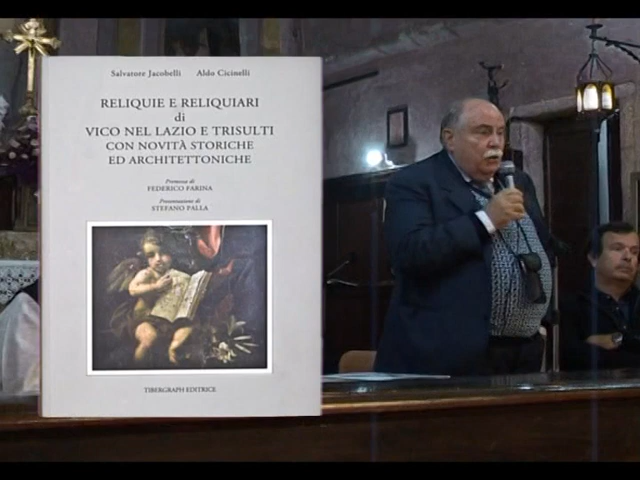 Salvatore Jacobelli Aldo Cicinelli
RELIQUIE E RELIQUIARI
di
VICO NEL LAZIO E TRISULTI
CON NOVITÀ STORICHE
ED ARCHITETTONICHE
Premessa di
FEDERICO FARINA
Presentazione di
STEFANO PALLA
TIBERGRAPH EDITRICE